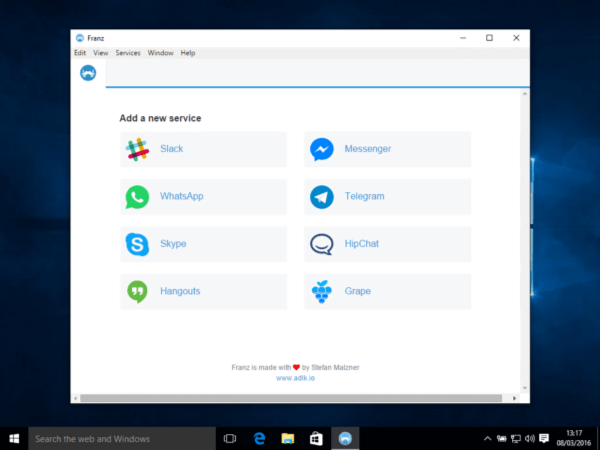 Franz
Edit View Services Window Help
Add a new service
Slack Messenger
WhatsApp Telegram
Skype HipChat
Hangouts Grape
Franz is made with by Stefan Malzner
www.adlk.io
Search the web and Windows
13:17
08/03/2016